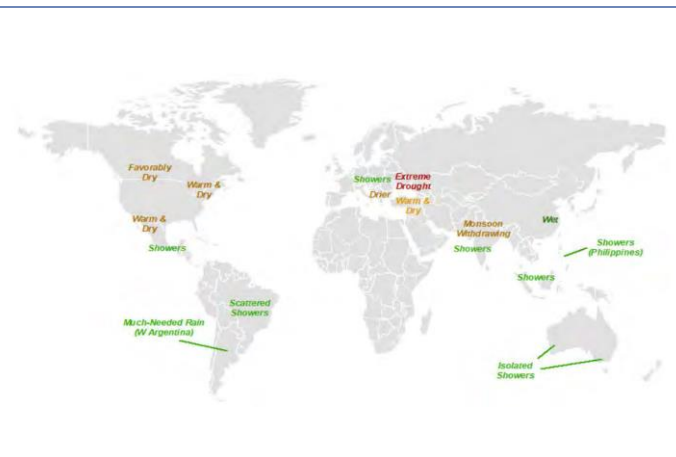 Favorably
Dry
Warm &
Dry
Warm &
Dry
Showers
Scattered
Showers
Much-Needed Rain
(W Argentina)
Showers
Extreme
Drought
Drier
Warm &
Dry
Monsoon
Withdrawing
Wet
Showers
Showers
(Philippines)
Showers
Isolated
Showers